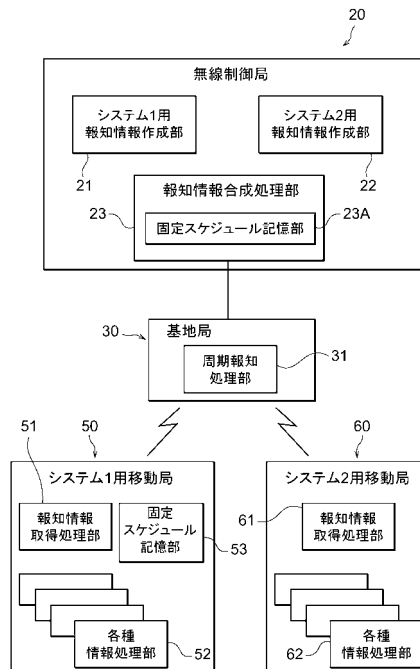 20
無線制御局
システム1用
報知情報作成部
システム2用
報知情報作成部
21
22
報知情報合成処理部
23
固定スケジュール記憶部
23A
基地局
30
周期報知
処理部
31
51
50
60
システム1用移動局
システム2用移動局
報知情報
取得処理部
固定
スケジュール
記憶部
53
61
報知情報
取得処理部
各種
情報処理部
52
各種
情報処理部
62